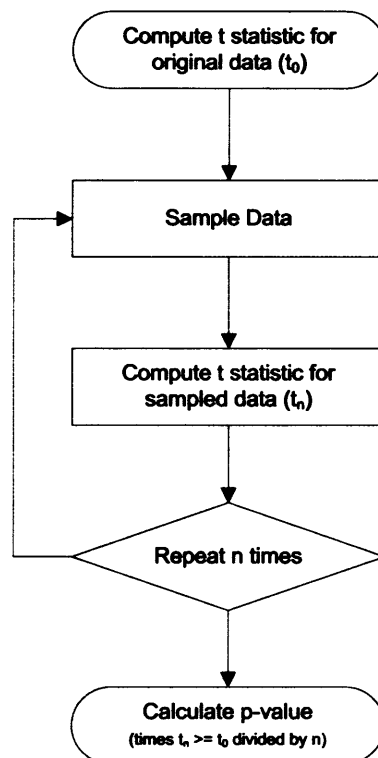 Compute t statistic for
original data (t₀)
Sample Data
Compute t statistic for
sampled data (tₙ)
Repeat n times
Calculate p-value
(times tₙ >= t₀ divided by n)